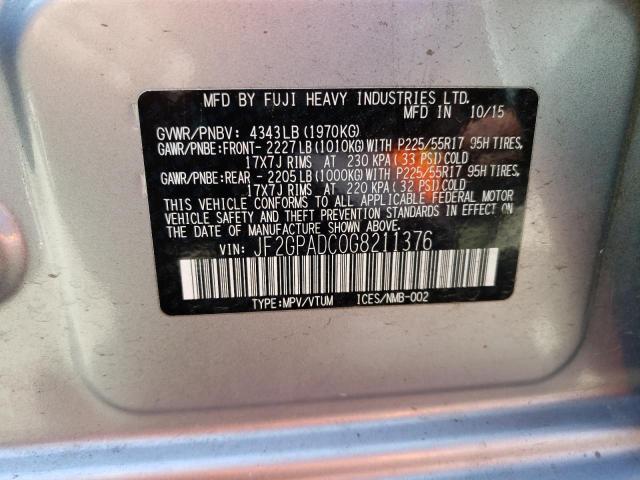 MFD BY FUJI HEAVY INDUSTRIES LTD.
MFD IN 10/15
GVWR/PNBV: 4343LB (1970KG)
GAWR/PNBE:FRONT- 2227LB (1010KG) WITH P225/55R17 95H TIRES,
17X7J RIMS AT 230 KPA (33 PSI) COLD
GAWR/PNBE:REAR - 2205LB (1000KG) WITH P225/55R17 95H TIRES,
17X7J RIMS AT 220 KPA (32 PSI) COLD
THIS VEHICLE CONFORMS TO ALL APPLICABLE FEDERAL MOTOR
VEHICLE SAFETY AND THEFT PREVENTION STANDARDS IN EFFECT ON
THE DATE OF MANUFACTURE SHOWN ABOVE.
VIN: JF2GPADC0G8211376
TYPE:MPV/VTUM ICES/NMB-002